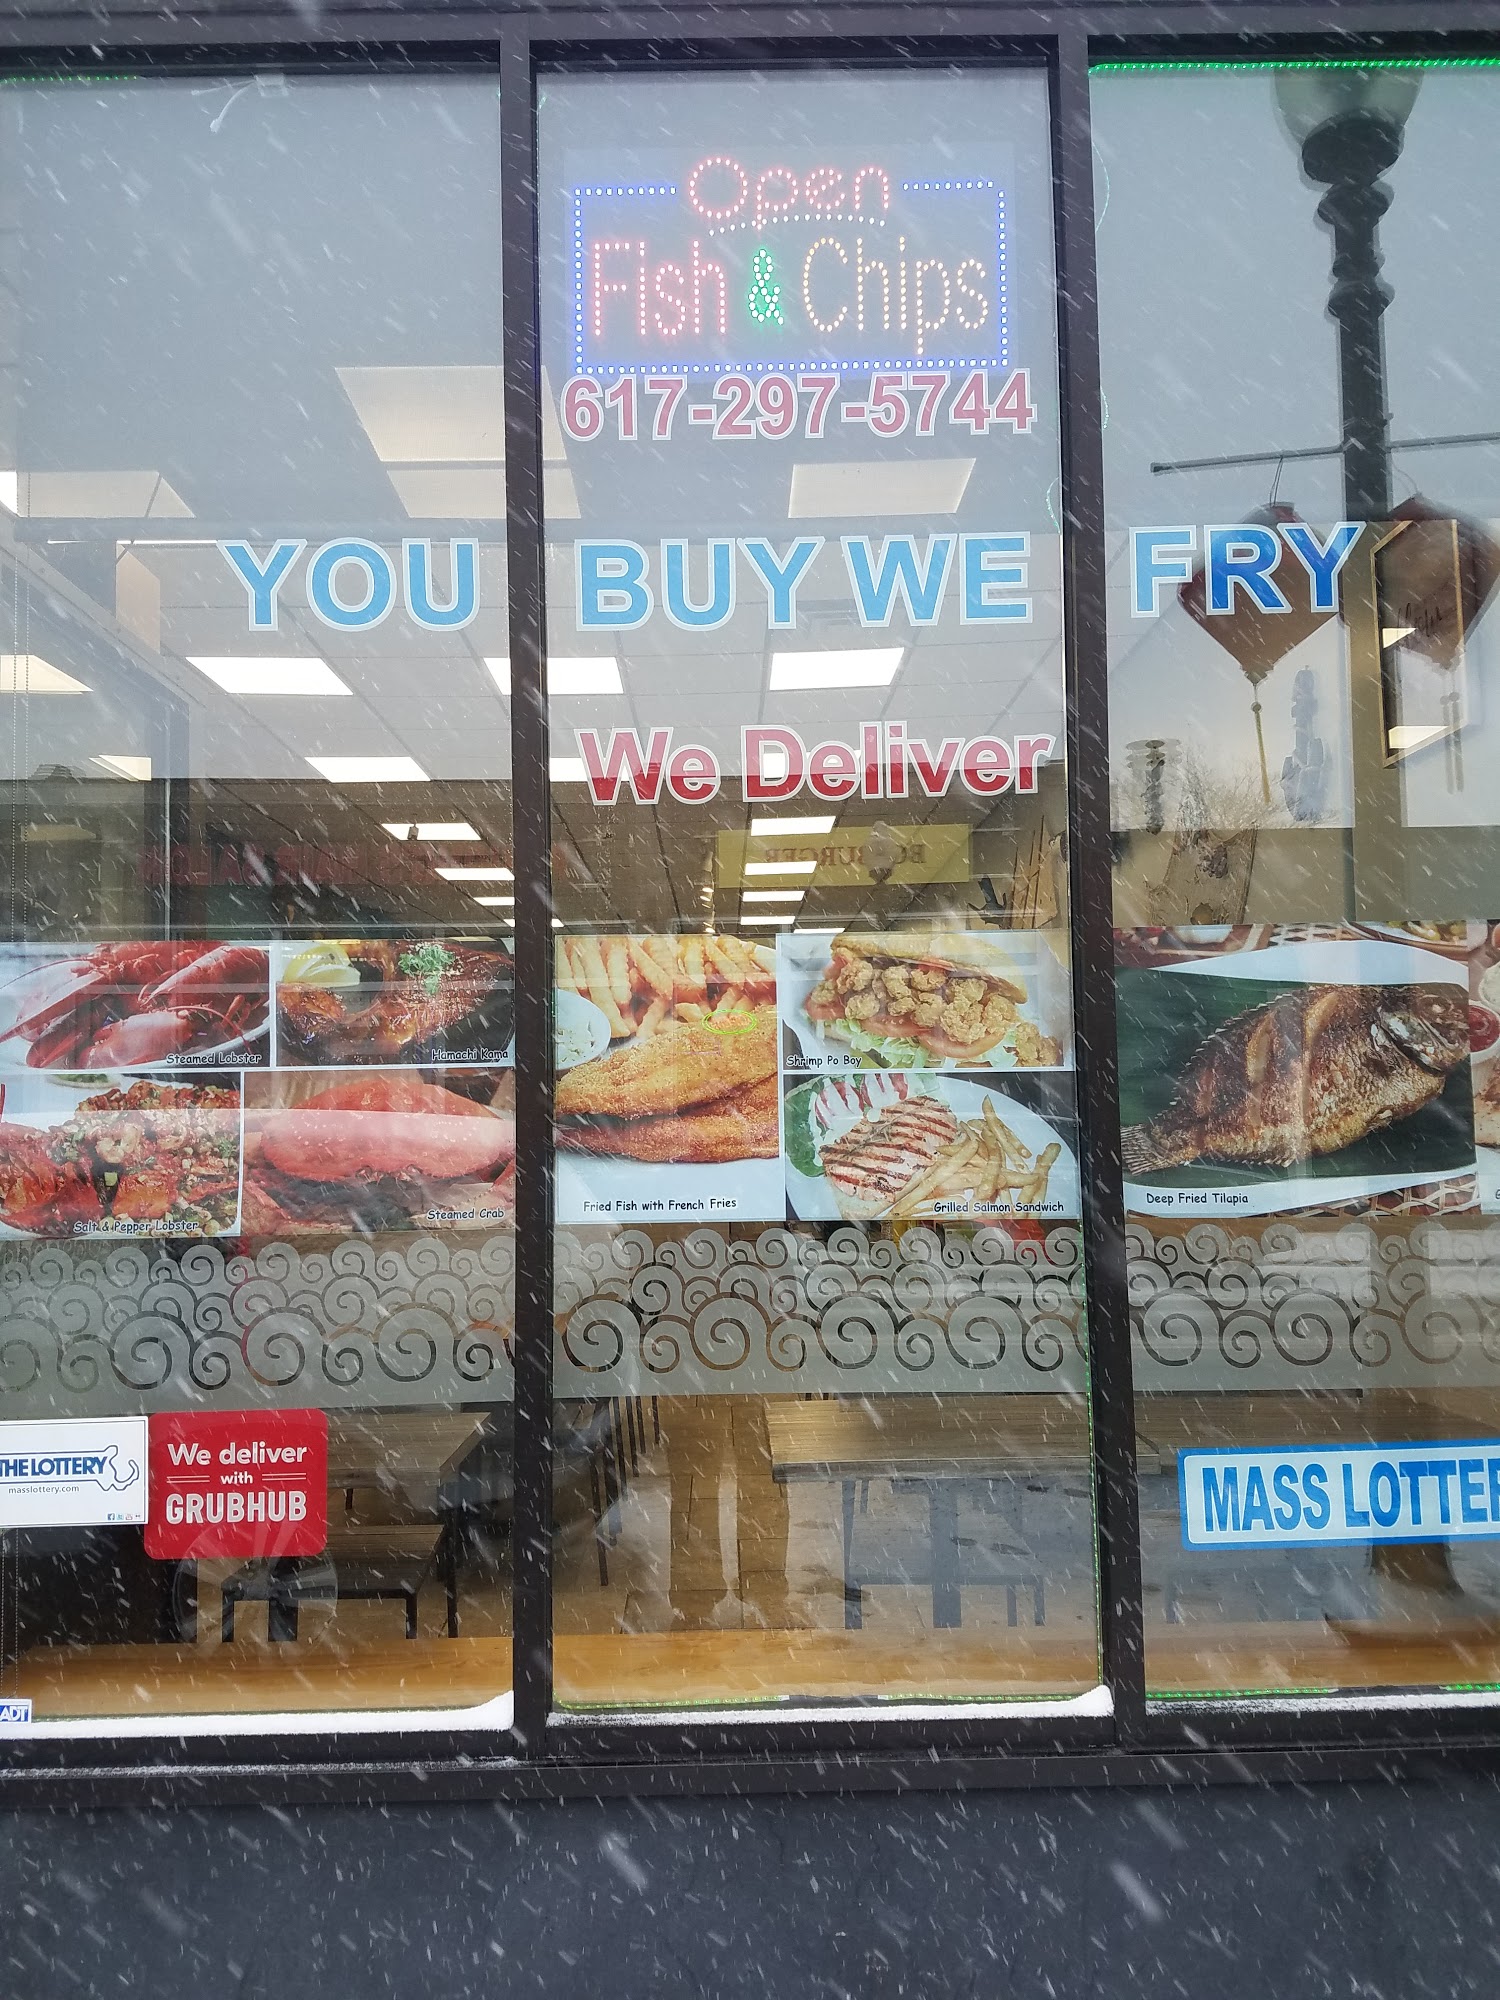 Open
Fish & Chips
617-297-5744
YOU BUY WE FRY
We Deliver
BURGER
Steamed Lobster
Hamachi Kama
Shrimp Po Boy
Salt & Pepper Lobster
Steamed Crab
Fried Fish with French Fries
Grilled Salmon Sandwich
Deep Fried Tilapia
THE LOTTERY
masslottery.com
We deliver
with
GRUBHUB
MASS LOTTER
ADT